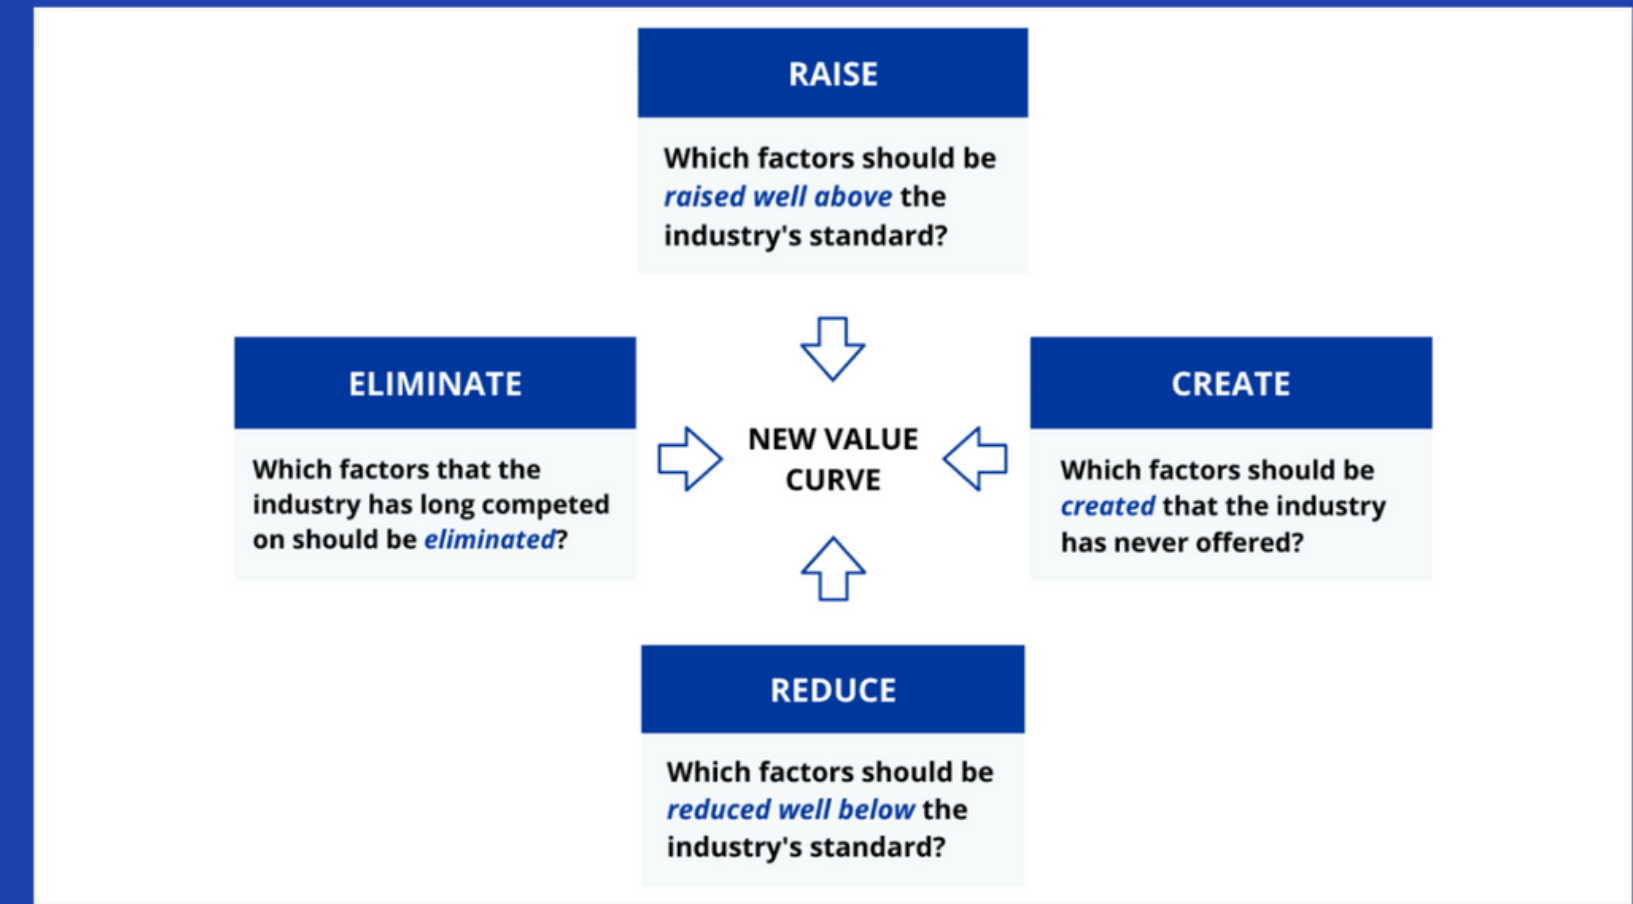 RAISE
Which factors should be
raised well above the
industry's standard?
ELIMINATE
Which factors that the
industry has long competed
on should be eliminated?
NEW VALUE
CURVE
CREATE
Which factors should be
created that the industry
has never offered?
REDUCE
Which factors should be
reduced well below the
industry's standard?